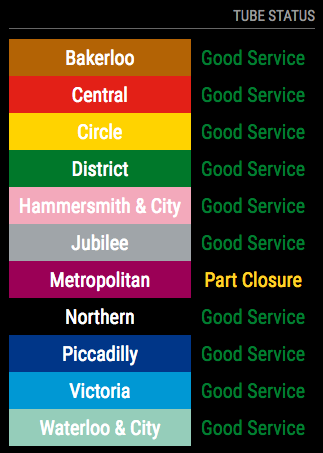 TUBE STATUS
Bakerloo Good Service
Central Good Service
Circle Good Service
District Good Service
Hammersmith & City Good Service
Jubilee Good Service
Metropolitan Part Closure
Northern Good Service
Piccadilly Good Service
Victoria Good Service
Waterloo & City Good Service